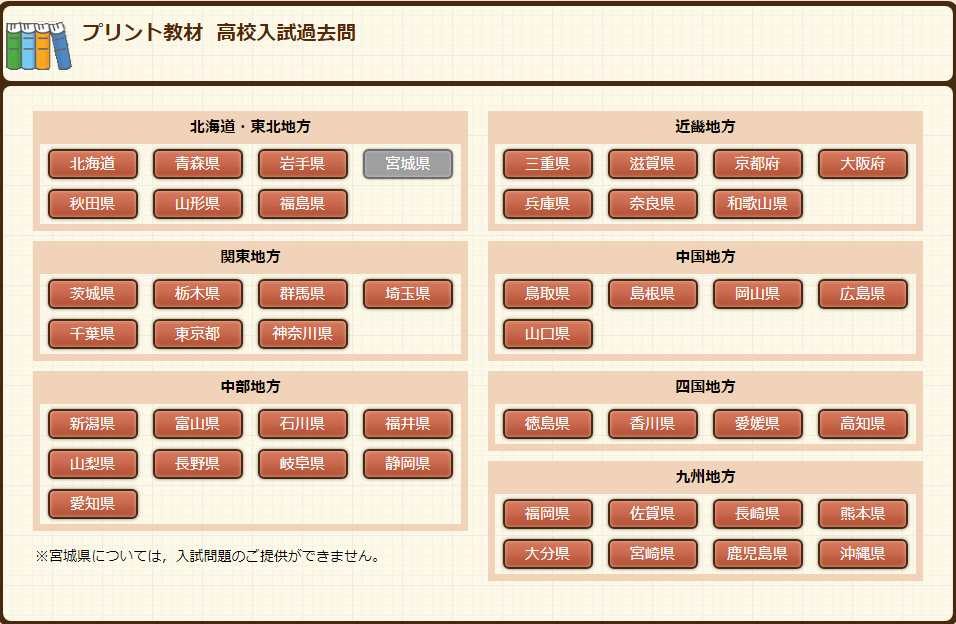 プリント教材 高校入試過去問
北海道・東北地方
北海道 青森県 岩手県 宮城県
秋田県 山形県 福島県
関東地方
茨城県 栃木県 群馬県 埼玉県
千葉県 東京都 神奈川県
中部地方
新潟県 富山県 石川県 福井県
山梨県 長野県 岐阜県 静岡県
愛知県
※宮城県については，入試問題のご提供ができません。
近畿地方
三重県 滋賀県 京都府 大阪府
兵庫県 奈良県 和歌山県
中国地方
鳥取県 島根県 岡山県 広島県
山口県
四国地方
徳島県 香川県 愛媛県 高知県
九州地方
福岡県 佐賀県 長崎県 熊本県
大分県 宮崎県 鹿児島県 沖縄県